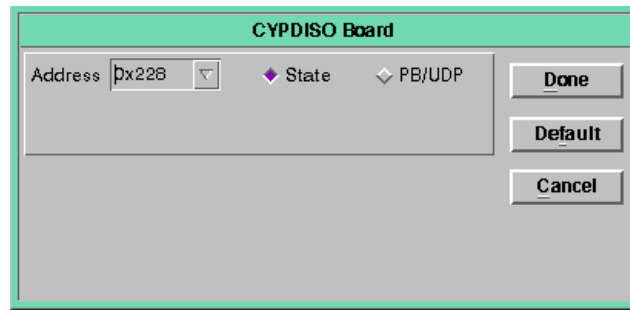 CYPDISO Board
Address 0x228 State PB/UDP
Done
Default
Cancel